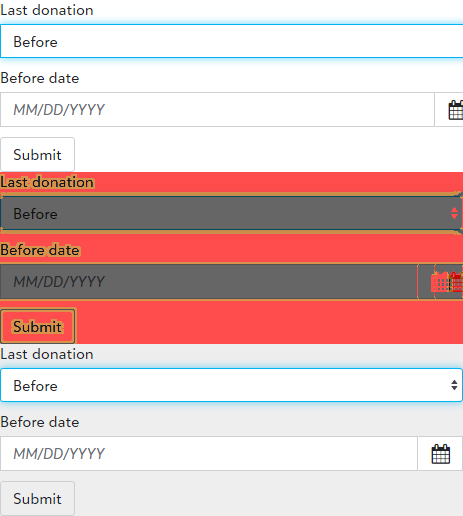 Last donation
Before
Before date
MM/DD/YYYY
Submit
Last donation
Before
Before date
MM/DD/YYYY
Submit
Last donation
Before
Before date
MM/DD/YYYY
Submit